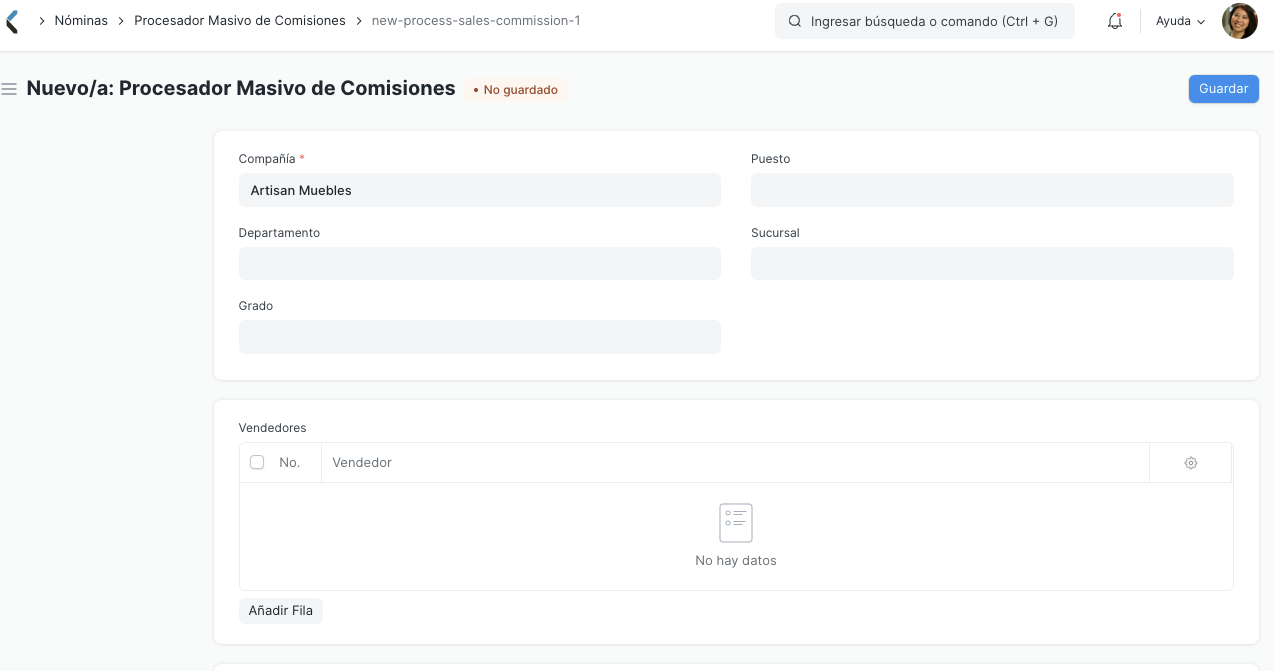 Nóminas
Procesador Masivo de Comisiones
new-process-sales-commission-1
Ingresar búsqueda o comando (Ctrl + G)
Ayuda
Nuevo/a: Procesador Masivo de Comisiones
• No guardado
Guardar
Compañía *
Artisan Muebles
Puesto
Departamento
Sucursal
Grado
Vendedores
No.
Vendedor
No hay datos
Añadir Fila